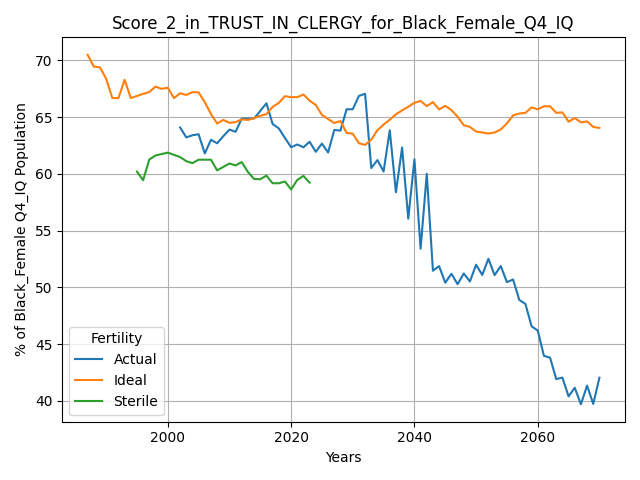 Score_2_in_TRUST_IN_CLERGY_for_Black_Female_Q4_IQ
% of Black_Female Q4_IQ Population
70
65
60
55
50
45
40
Fertility
Actual
Ideal
Sterile
2000 2020 2040 2060
Years